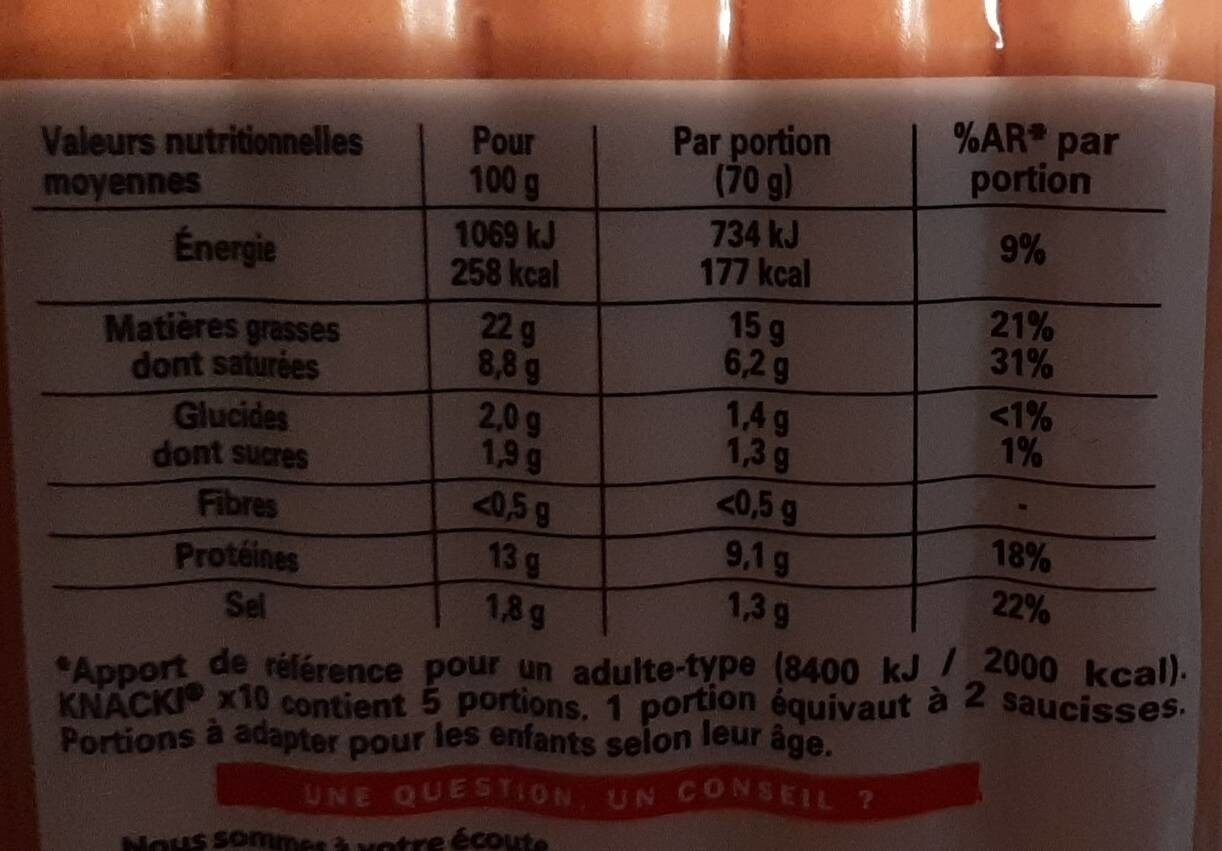 Valeurs nutritionnelles moyennes | Pour 100 g | Par portion (70 g) | %AR* par portion
Énergie | 1069 kJ 258 kcal | 734 kJ 177 kcal | 9%
Matières grasses | 22 g | 15 g | 21%
dont saturées | 8,8 g | 6,2 g | 31%
Glucides | 2,0 g | 1,4 g | <1%
dont sucres | 1,9 g | 1,3 g | 1%
Fibres | <0,5 g | <0,5 g | -
Protéines | 13 g | 9,1 g | 18%
Sel | 1,8 g | 1,3 g | 22%
*Apport de référence pour un adulte-type (8400 kJ / 2000 kcal).
KNACKI® x10 contient 5 portions. 1 portion équivaut à 2 saucisses.
Portions à adapter pour les enfants selon leur âge.
UNE QUESTION, UN CONSEIL ?
Nous sommes à votre écoute